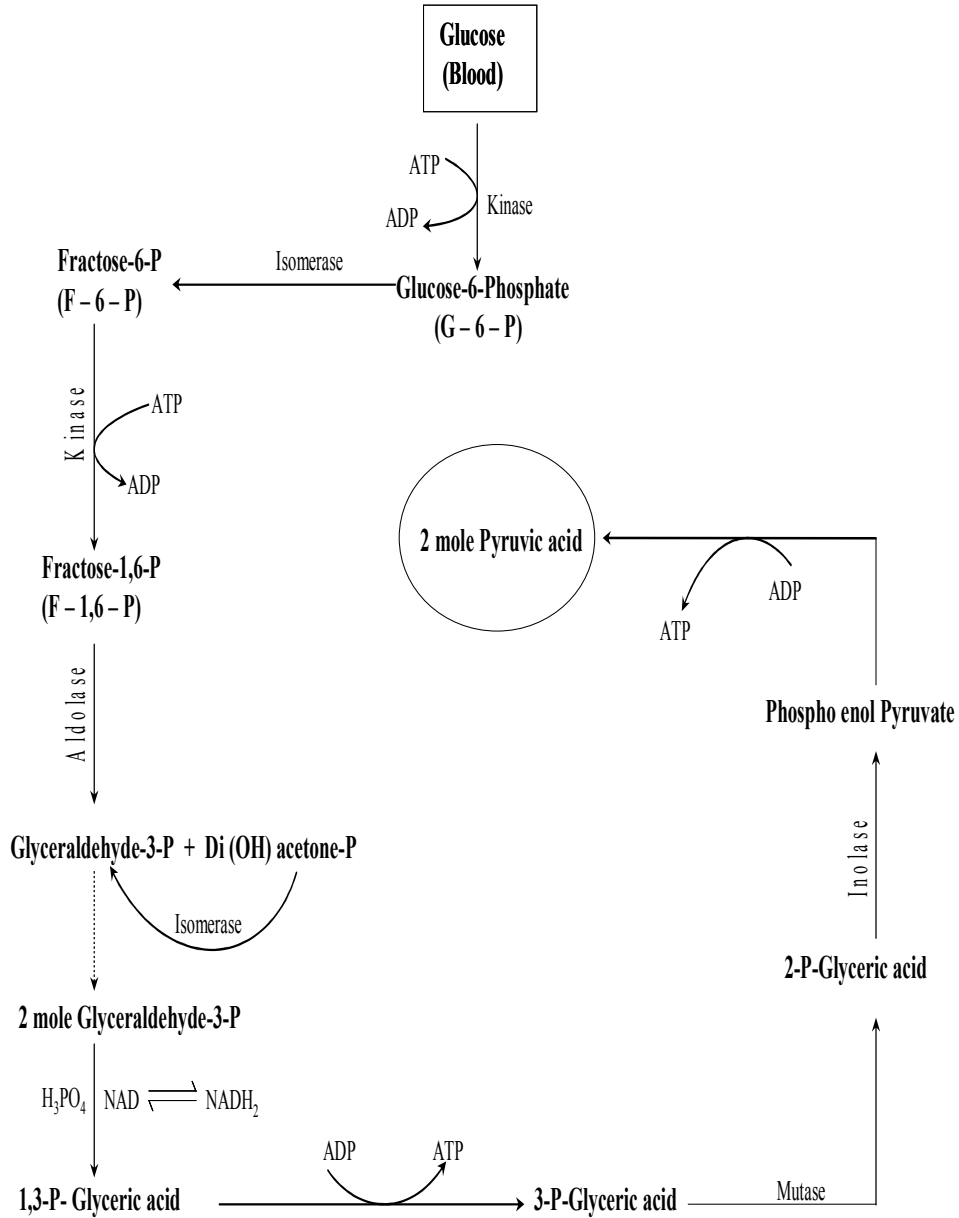 Glucose
(Blood)
ATP
ADP
Kinase
Glucose-6-Phosphate
(G – 6 – P)
Isomerase
Fractose-6-P
(F – 6 – P)
Kinase
ATP
ADP
Fractose-1,6-P
(F – 1,6 – P)
Aldolase
Glyceraldehyde-3-P + Di (OH) acetone-P
Isomerase
2 mole Glyceraldehyde-3-P
H₃PO₄ NAD NADH₂
1,3-P- Glyceric acid
ADP
ATP
3-P-Glyceric acid
Mutase
2-P-Glyceric acid
Inolase
Phospho enol Pyruvate
ADP
ATP
2 mole Pyruvic acid